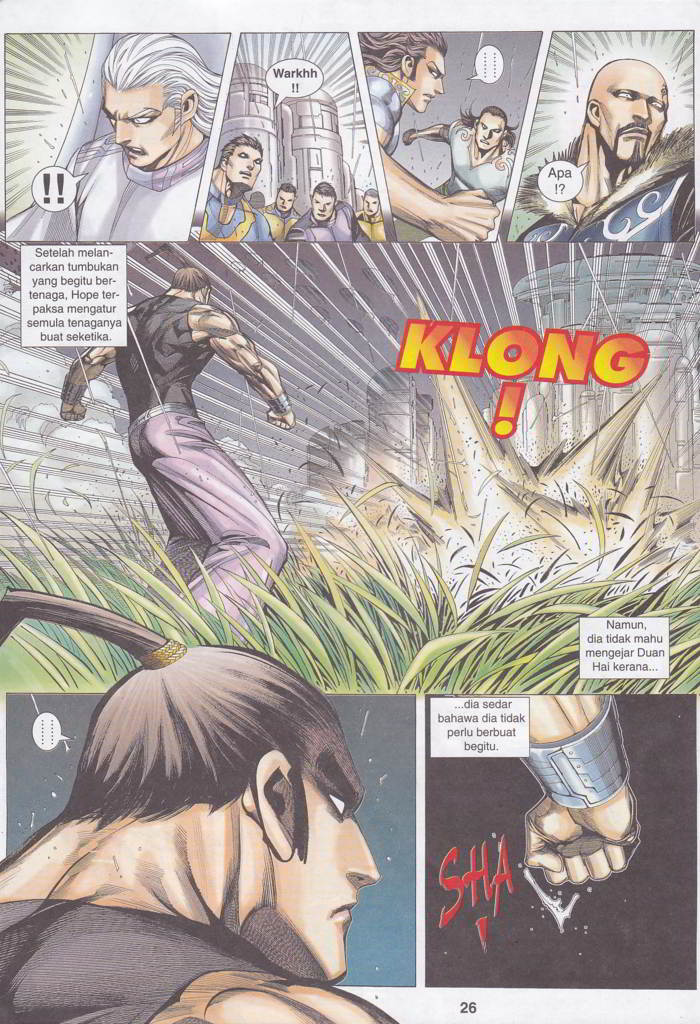 !!
Warkhh
!!
Apa
!?
Setelah melan-
carkan tumbukan
yang begitu ber-
tenaga, Hope ter-
paksa mengatur
semula tenaganya
buat seketika.
KLONG
!
Namun,
dia tidak mahu
mengejar Duan
Hai kerana...
...dia sedar
bahawa dia tidak
perlu berbuat
begitu.
SHA
!
26